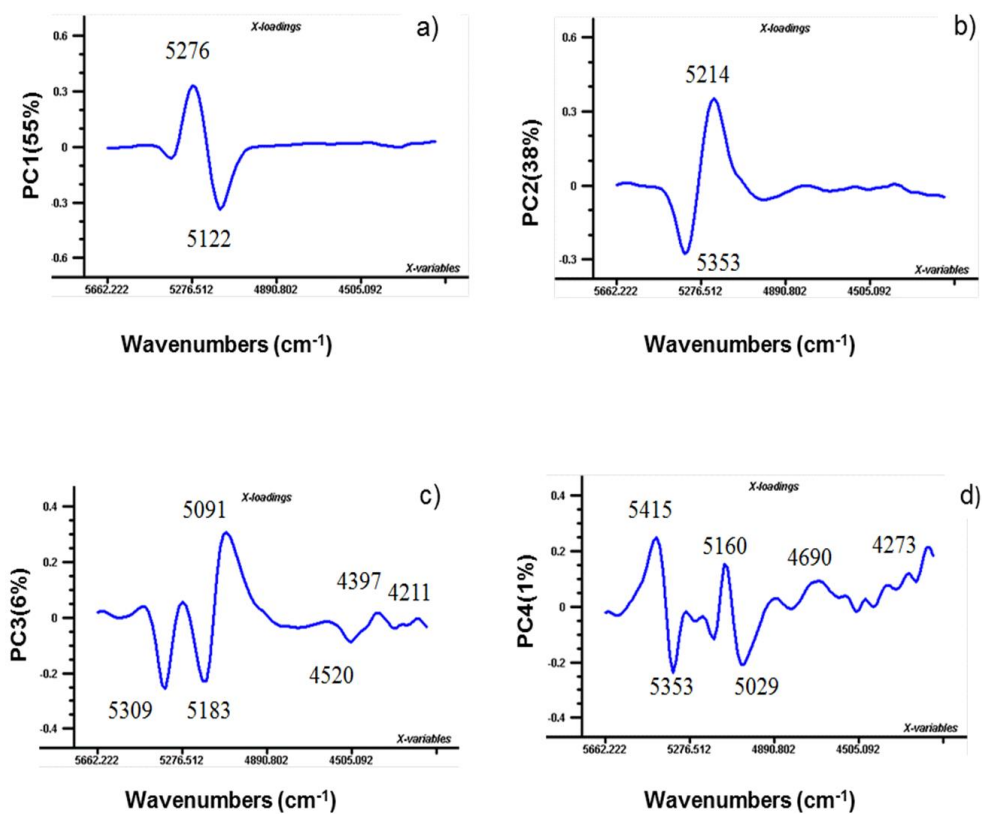 X-loadings
a)
0.6
5276
0.3
PC1(55%)
0
-0.3
5122
-0.6
X-variables
5662.222 5276.512 4890.802 4505.092
Wavenumbers (cm-1)
X-loadings
b)
0.6
5214
0.3
PC2(38%)
0
-0.3
5353
X-variables
5662.222 5276.512 4890.802 4505.092
Wavenumbers (cm-1)
X-loadings
c)
0.4
5091
0.2
4397
4211
PC3(6%)
0
-0.2
4520
5309
5183
-0.4
X-variables
5662.222 5276.512 4890.802 4505.092
Wavenumbers (cm-1)
X-loadings
d)
0.4
5415
5160
4690
4273
0.2
PC4(1%)
0
-0.2
5353
5029
-0.4
X-variables
5662.222 5276.512 4890.802 4505.092
Wavenumbers (cm-1)